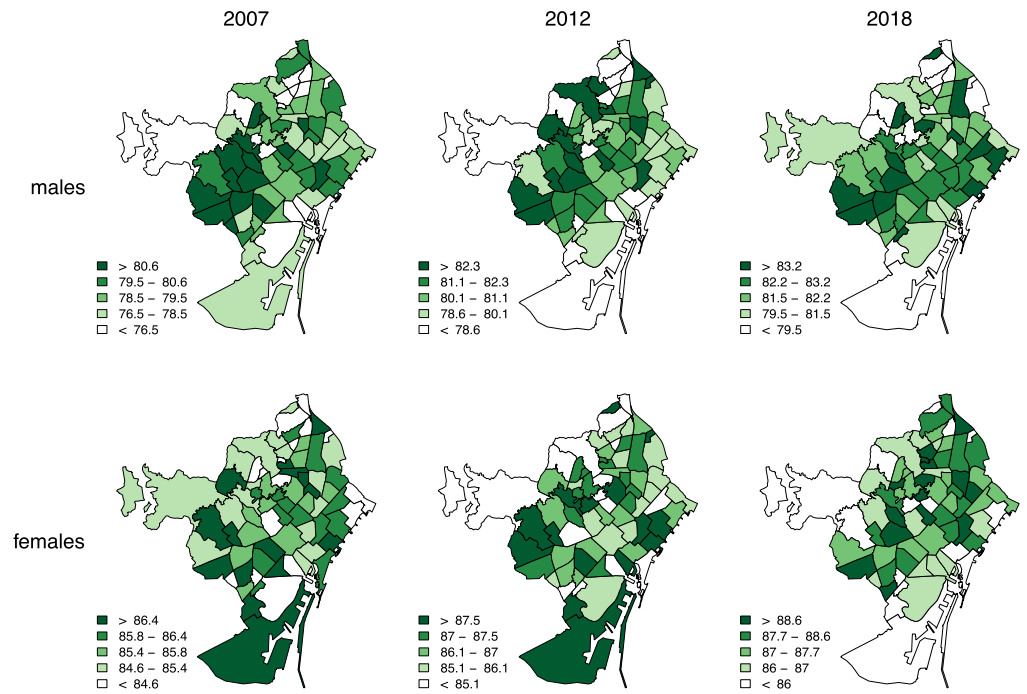 2007 2012 2018
males
> 80.6
79.5 – 80.6
78.5 – 79.5
76.5 – 78.5
< 76.5
> 82.3
81.1 – 82.3
80.1 – 81.1
78.6 – 80.1
< 78.6
> 83.2
82.2 – 83.2
81.5 – 82.2
79.5 – 81.5
< 79.5
females
> 86.4
85.8 – 86.4
85.4 – 85.8
84.6 – 85.4
< 84.6
> 87.5
87 – 87.5
86.1 – 87
85.1 – 86.1
< 85.1
> 88.6
87.7 – 88.6
87 – 87.7
86 – 87
< 86